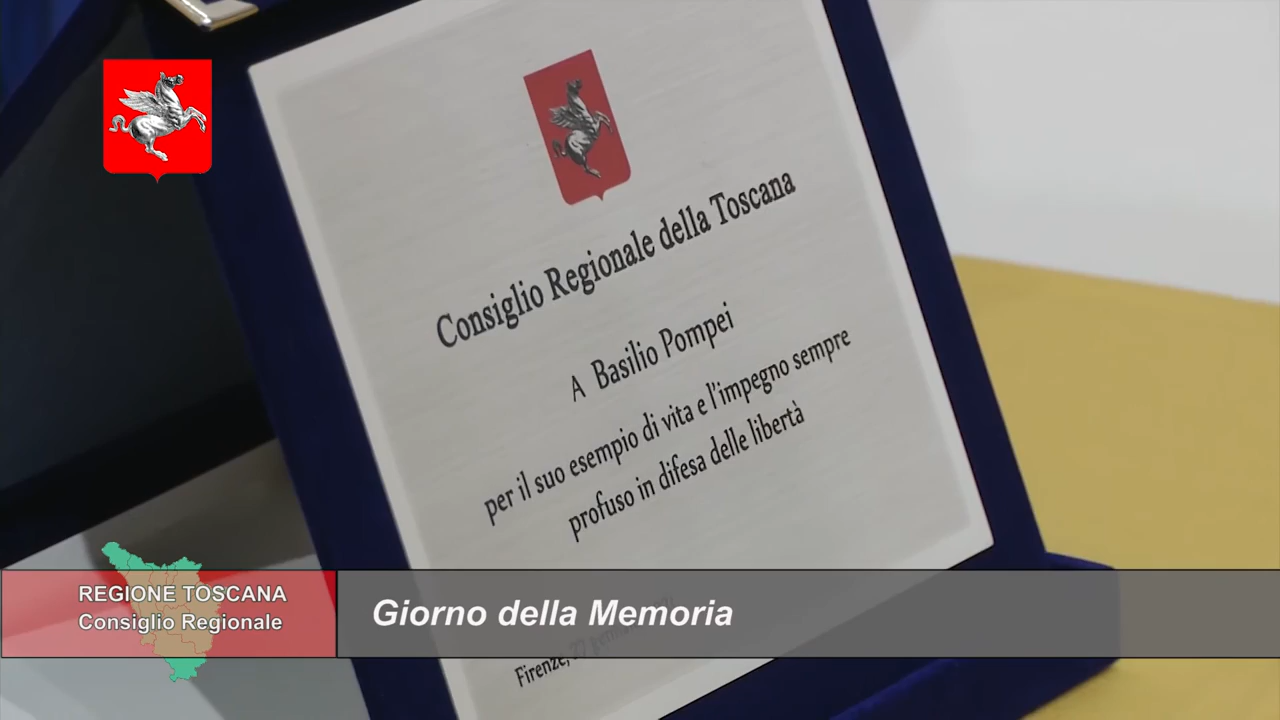 Consiglio Regionale della Toscana
A Basilio Pompei
per il suo esempio di vita e l'impegno sempre
profuso in difesa delle libertà
Firenze, 27
REGIONE TOSCANA
Consiglio Regionale
Giorno della Memoria